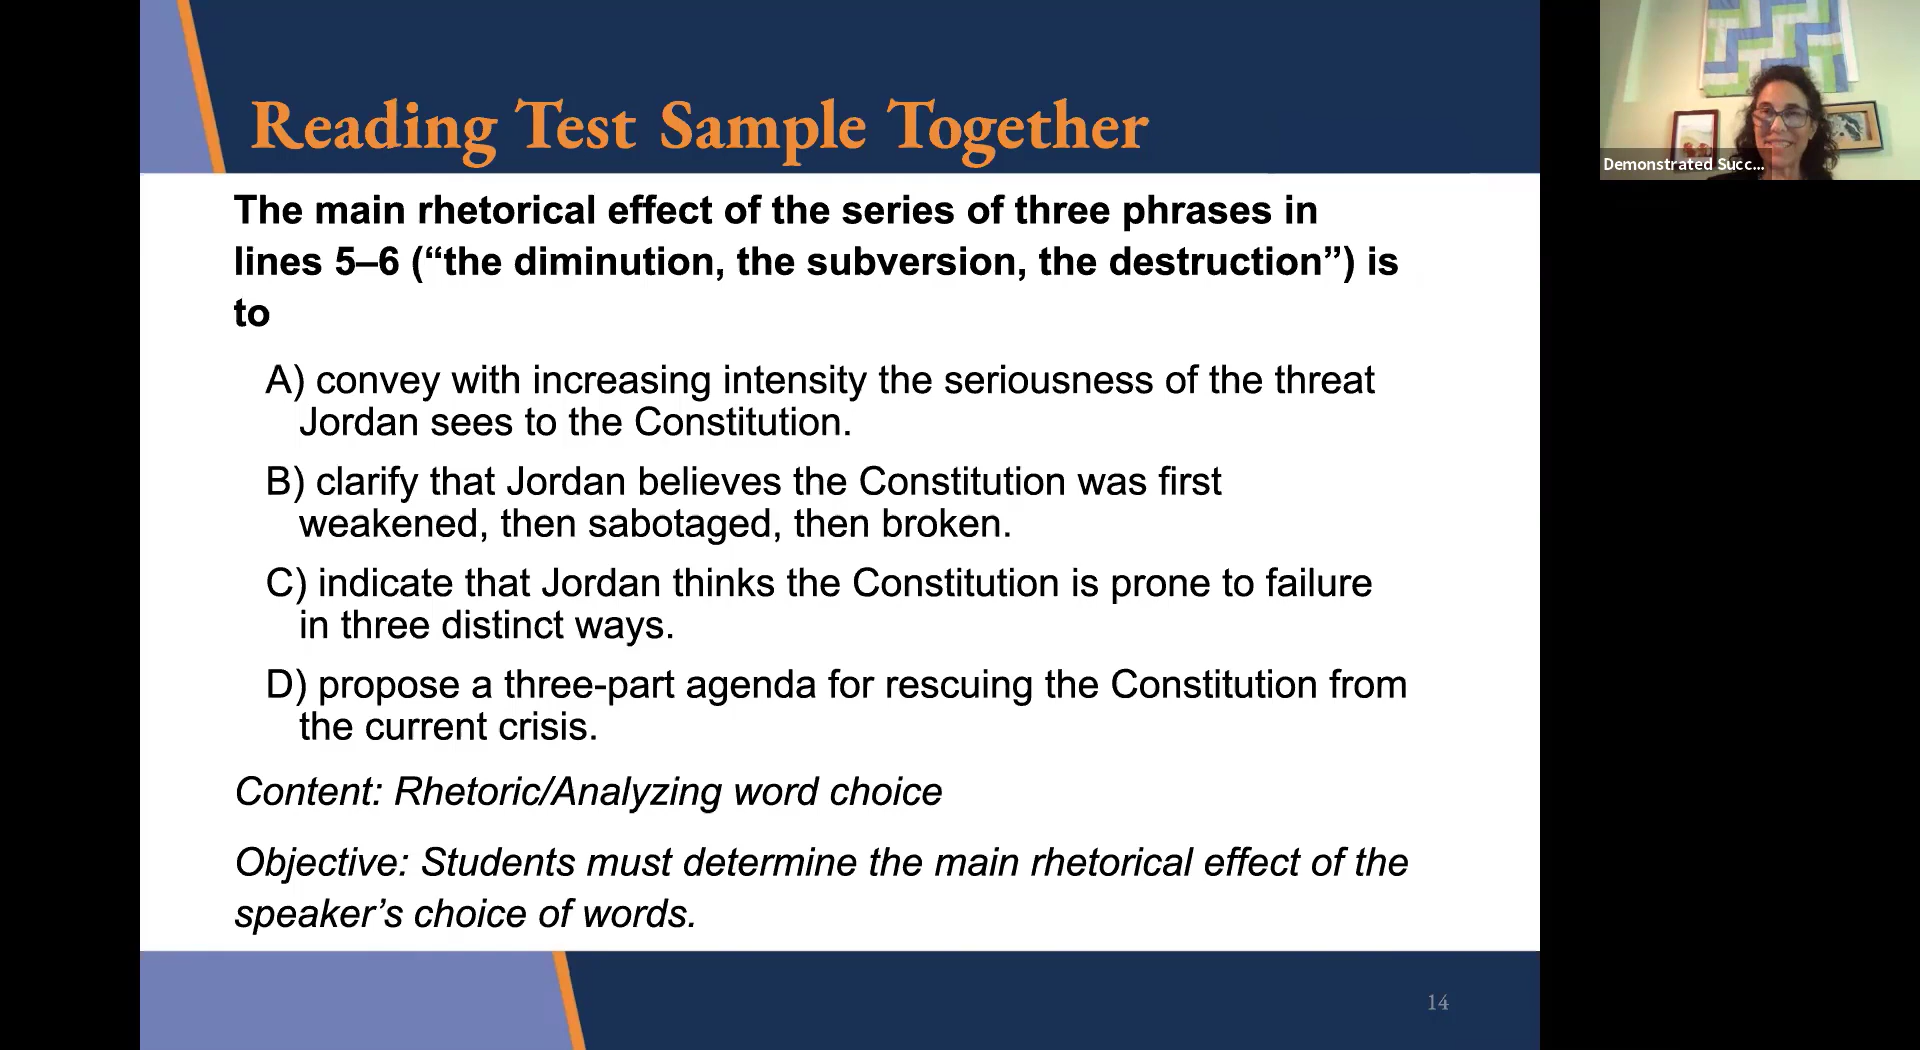 Reading Test Sample Together
Demonstrated Succ...
The main rhetorical effect of the series of three phrases in
lines 5–6 (“the diminution, the subversion, the destruction”) is
to
A) convey with increasing intensity the seriousness of the threat
Jordan sees to the Constitution.
B) clarify that Jordan believes the Constitution was first
weakened, then sabotaged, then broken.
C) indicate that Jordan thinks the Constitution is prone to failure
in three distinct ways.
D) propose a three-part agenda for rescuing the Constitution from
the current crisis.
Content: Rhetoric/Analyzing word choice
Objective: Students must determine the main rhetorical effect of the
speaker’s choice of words.
14